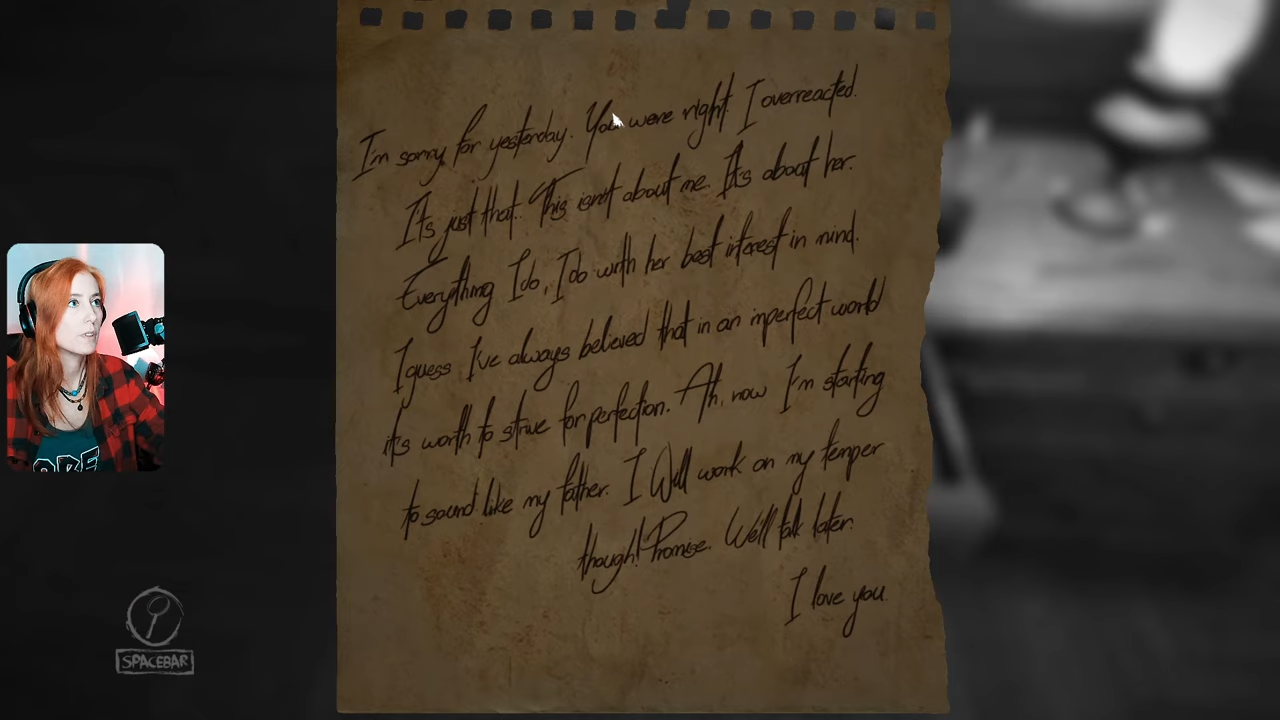 I'm sorry for yesterday. You were right. I overreacted.
It's just that.. This isn't about me. It's about her.
Everything I do, I do with her best interest in mind.
I guess I've always believed that in an imperfect world
it's worth to strive for perfection. Ah, now I'm starting
to sound like my father. I Will work on my temper
though! Promise. We'll talk later.
I love you.
SPACEBAR